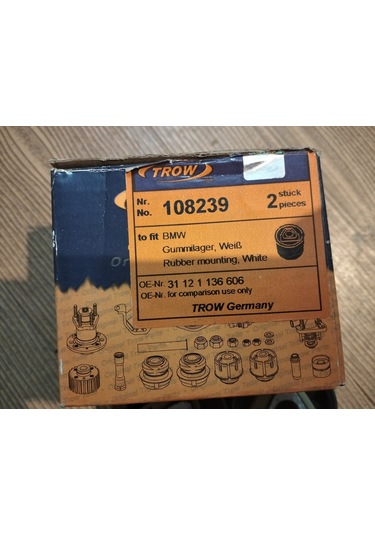 TROW
Nr.
No. 108239 2 stück
pieces
to fit BMW
Gummilager, Weiß
Rubber mounting, White
OE-Nr. 31 12 1 136 606
OE-Nr. for comparison use only
TROW Germany